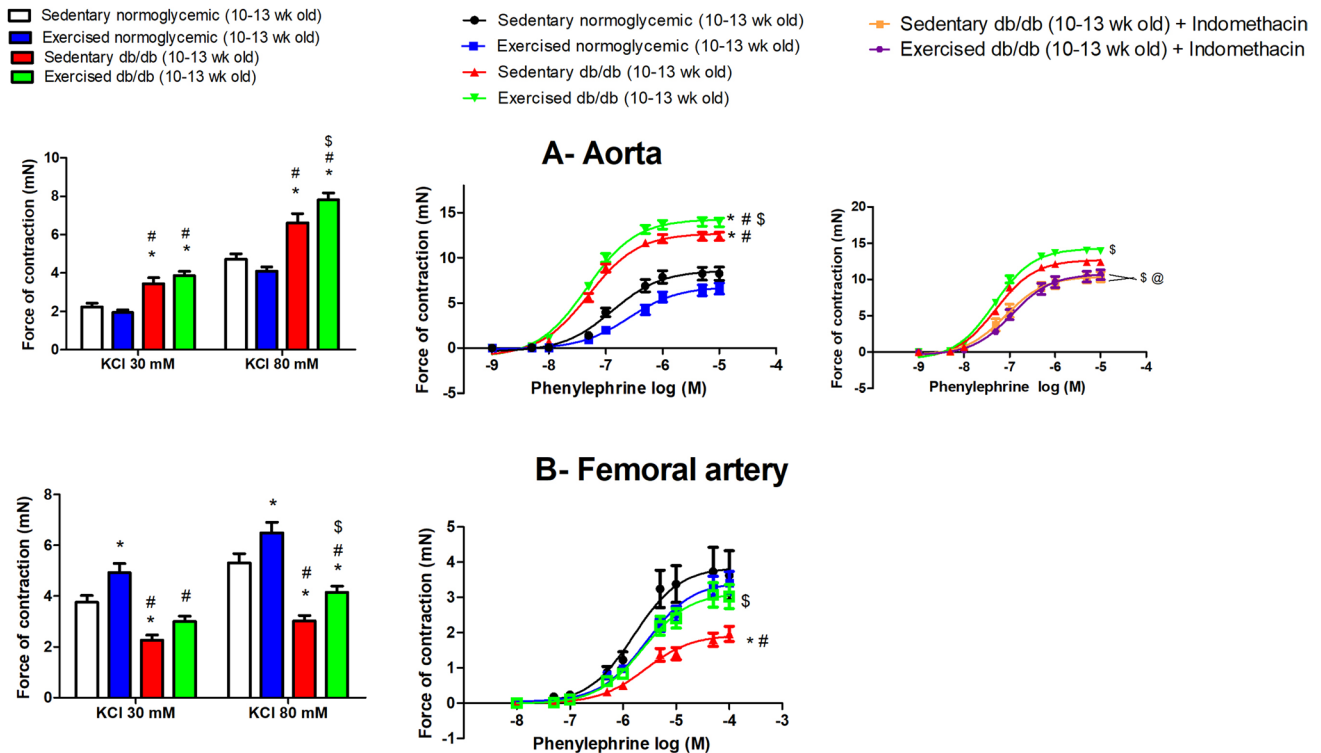 Sedentary normoglycemic (10-13 wk old)
Exercised normoglycemic (10-13 wk old)
Sedentary db/db (10-13 wk old)
Exercised db/db (10-13 wk old)
Sedentary normoglycemic (10-13 wk old)
Exercised normoglycemic (10-13 wk old)
Sedentary db/db (10-13 wk old)
Exercised db/db (10-13 wk old)
Sedentary db/db (10-13 wk old) + Indomethacin
Exercised db/db (10-13 wk old) + Indomethacin
A- Aorta
Force of contraction (mN)
10
8
6
4
2
0
#
*
#
*
#
*
$
#
*
KCl 30 mM
KCl 80 mM
Force of contraction (mN)
15
10
5
0
-5
* # $
* #
-9
-8
-7
-6
-5
-4
Phenylephrine log (M)
Force of contraction (mN)
20
15
10
5
0
-5
$
$ @
-10
-9
-8
-7
-6
-5
-4
Phenylephrine log (M)
B- Femoral artery
Force of contraction (mN)
8
6
4
2
0
*
#
*
#
*
#
*
$
#
*
KCl 30 mM
KCl 80 mM
Force of contraction (mN)
5
4
3
2
1
0
-1
$
* #
-8
-7
-6
-5
-4
-3
Phenylephrine log (M)